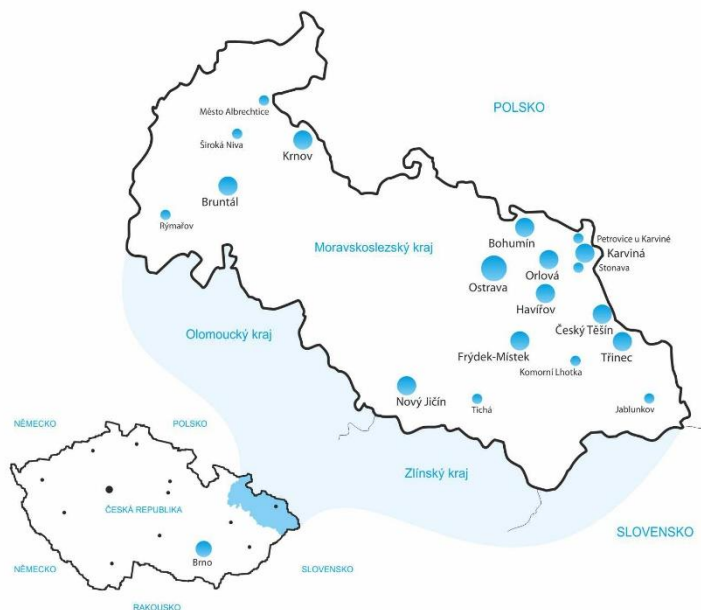 Město Albrechtice
POLSKO
Široká Niva
Krnov
Bruntál
Rýmařov
Moravskoslezský kraj
Bohumín
Petrovice u Karviné
Karviná
Orlová
Stonava
Ostrava
Havířov
Český Těšín
Olomoucký kraj
Frýdek-Místek
Třinec
Komorní Lhotka
Nový Jičín
Tichá
Jablunkov
NĚMECKO
POLSKO
Zlínský kraj
ČESKÁ REPUBLIKA
SLOVENSKO
Brno
NĚMECKO
SLOVENSKO
RAKOUSKO